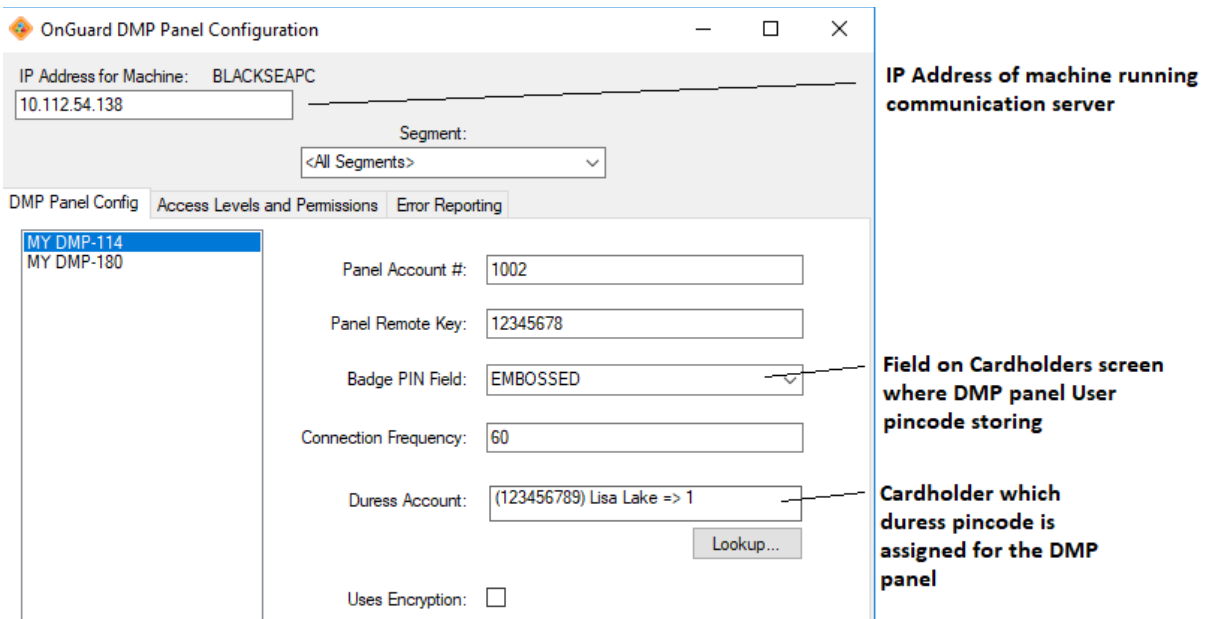 OnGuard DMP Panel Configuration
IP Address for Machine: BLACKSEAPC
10.112.54.138
IP Address of machine running
communication server
Segment:
<All Segments>
DMP Panel Config
Access Levels and Permissions
Error Reporting
MY DMP-114
MY DMP-180
Panel Account #: 1002
Panel Remote Key: 12345678
Badge PIN Field: EMBOSSED
Field on Cardholders screen
where DMP panel User
pincode storing
Connection Frequency: 60
Duress Account: (123456789) Lisa Lake => 1
Lookup...
Cardholder which
duress pincode is
assigned for the DMP
panel
Uses Encryption: